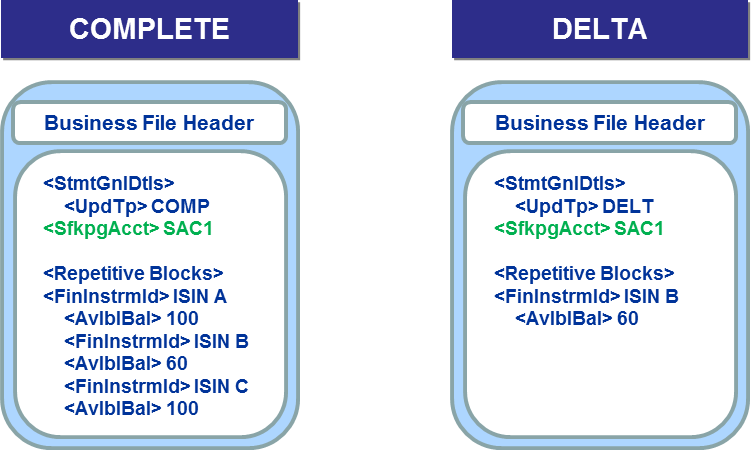 COMPLETE
Business File Header
<StmtGnlDtls>
<UpdTp> COMP
<SfkpgAcct> SAC1
<Repetitive Blocks>
<FinInstrmId> ISIN A
<AvlblBal> 100
<FinInstrmId> ISIN B
<AvlblBal> 60
<FinInstrmId> ISIN C
<AvlblBal> 100
DELTA
Business File Header
<StmtGnlDtls>
<UpdTp> DELT
<SfkpgAcct> SAC1
<Repetitive Blocks>
<FinInstrmId> ISIN B
<AvlblBal> 60